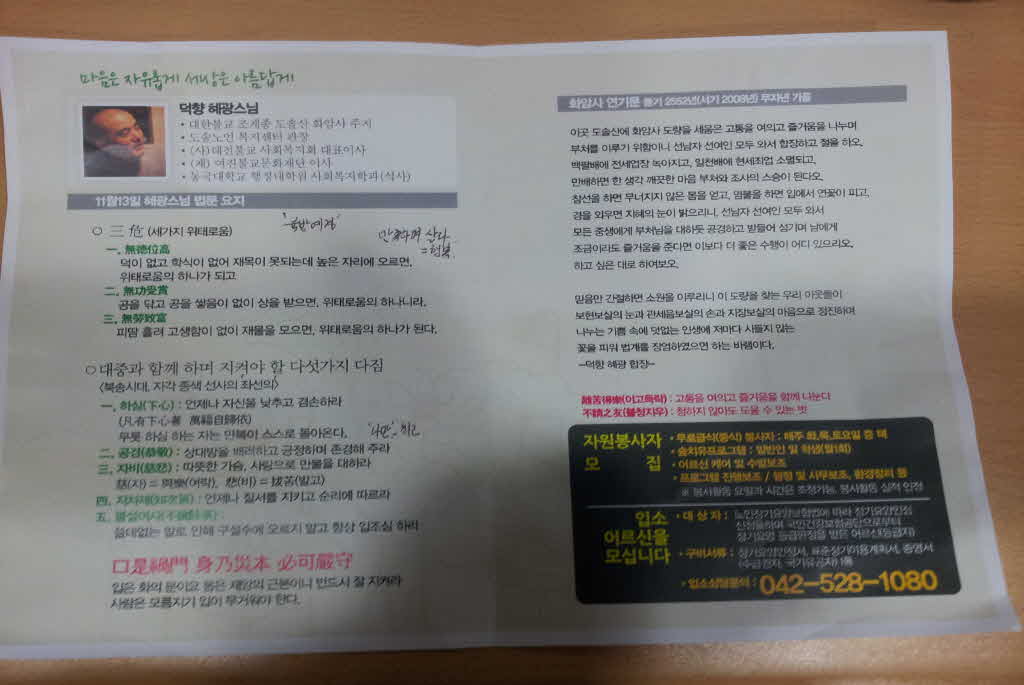 마음은 자유롭게 세상은 아름답게
덕향 혜광스님
• 대한불교 조계종 도솔산 화암사 주지
• 도솔노인 복지센타 관장
• (사)대전불교 사회복지회 대표이사
• (재) 여진불교문화재단 이사
• 동국대학교 행정대학원 사회복지학과(석사)
11월13일 혜광스님 법문 요지
○ 三危 (세가지 위태로움)
만
산다
一. 無德位高
덕이 없고 학식이 없어 재목이 못되는데 높은 자리에 오르면,
위태로움의 하나가 되고
二. 無功受賞
공을 닦고 공을 쌓음이 없이 상을 받으면, 위태로움의 하나니라.
三. 無勞致富
피땀 흘려 고생함이 없이 재물을 모으면, 위태로움의 하나가 된다.
○대중과 함께 하며 지켜야 할 다섯가지 다짐
<북송시대, 자각 종색 선사의 좌선의>
一. 하심(下心) : 언제나 자신을 낮추고 겸손하라
(凡有下心者 萬福自歸依)
무릇 하심 하는 자는 만복이 스스로 돌아온다.
二. 공경(恭敬) : 상대방을 배려하고 긍정하며 존경해 주라
三. 자비(慈悲) : 따뜻한 가슴, 사랑으로 만물을 대하라
慈(자) = 與樂(여락), 悲(비) = 拔苦(발고)
四. 지차제(知次第) : 언제나 질서를 지키고 순리에 따르라
五. 불설여사(不說餘事) :
쓸데없는 말로 인해 구설수에 오르지 말고 항상 입조심 하라
口是禍門 身乃災本 必可嚴守
입은 화의 문이요 몸은 재앙의 근본이니 반드시 잘 지켜라
사람은 모름지기 입이 무거워야 한다.
화암사 연기문 불기 2552년(서기 2008년) 무자년 가을
이곳 도솔산에 화암사 도량을 세움은 고통을 여의고 즐거움을 나누며
부처를 이루기 위함이니 선남자 선여인 모두 와서 합장하고 절을 하오.
백팔배에 전세업장 녹아지고, 일천배에 현세죄업 소멸되고,
만배하면 한 생각 깨끗한 마음 부처와 조사의 스승이 된다오.
참선을 하면 무너지지 않은 몸을 얻고, 염불을 하면 입에서 연꽃이 피고,
경을 외우면 지혜의 눈이 밝으리니, 선남자 선여인 모두 와서
모든 중생에게 부처님을 대하듯 공경하고 받들어 섬기며 남에게
조금이라도 즐거움을 준다면 이보다 더 좋은 수행이 어디 있으리오.
하고 싶은 대로 하여보오.
믿음만 간절하면 소원을 이루리니 이 도량을 찾는 우리 이웃들이
보현보살의 눈과 관세음보살의 손과 지장보살의 마음으로 정진하며
나누는 기쁨 속에 덧없는 인생에 저마다 시들지 않는
꽃을 피워 법계를 장엄하였으면 하는 바램이다.
-덕향 혜광 합장-
離苦得樂(이고득락) : 고통을 여의고 즐거움을 함께 나눈다
不請之友(불청지우) : 청하지 않아도 도울 수 있는 벗
자원봉사자 모집
• 무료급식(중식) 봉사자 : 매주 화,목,토요일 중 택
• 숲치유프로그램 : 일반인 및 학생(월1회)
• 어르신 케어 및 수발보조
• 프로그램 진행보조 / 행정 및 사무보조, 환경정리 등
※ 봉사활동 요일과 시간은 조정가능, 봉사활동 실적 인정
입소 어르신을 모십니다
• 대 상 자 : 노인장기요양보험법에 따라 장기요양인정
신청등하여 국민건강보험공단으로부터
장기요양 등급판정을 받은 어르신(등급자)
• 구비서류 : 장기요양인정서, 표준장기이용계획서, 증명서
(수급권자, 국가유공자)각통
• 입소상담문의 : 042-528-1080